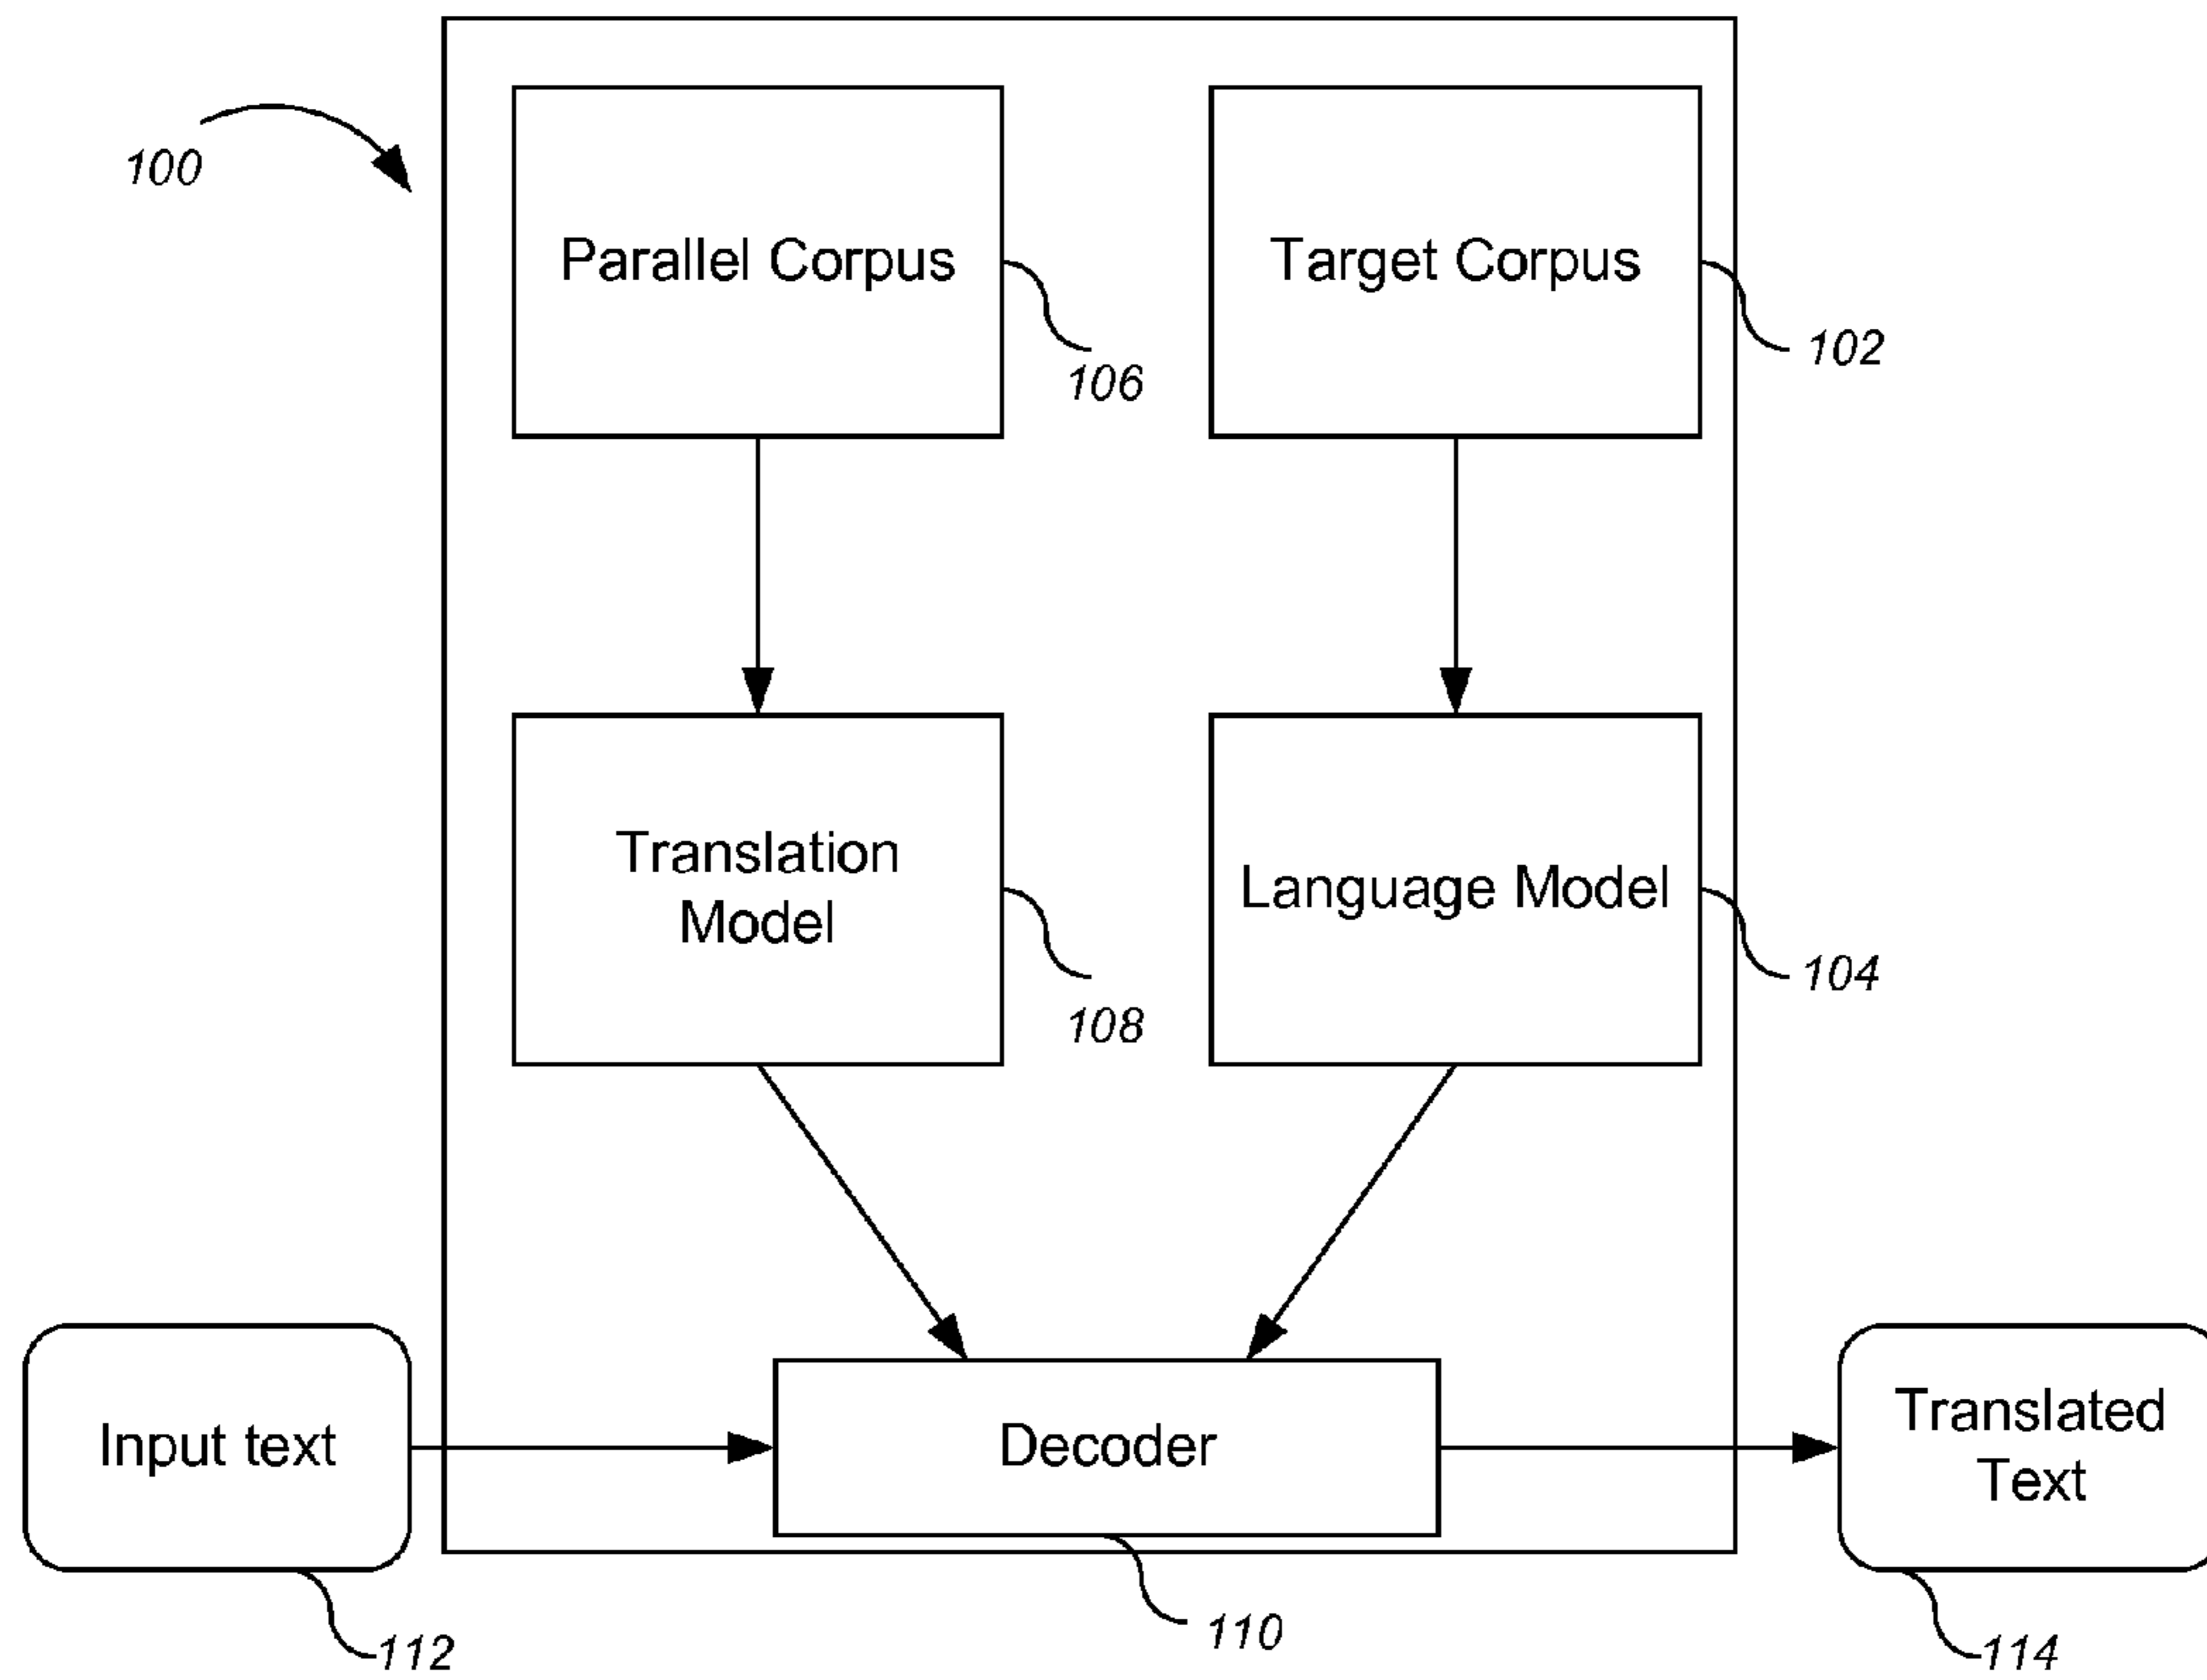 100
Parallel Corpus
106
Target Corpus
102
Translation
Model
108
Language Model
104
Input text
112
Decoder
110
Translated
Text
114